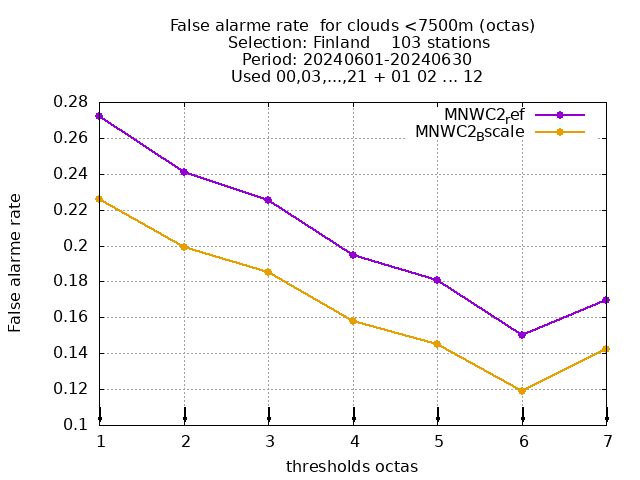 False alarme rate  for clouds <7500m (octas)
Selection: Finland    103 stations
Period: 20240601-20240630
Used 00,03,...,21 + 01 02 ... 12
MNWC2_ref
MNWC2_Bscale
False alarme rate
0.28
0.26
0.24
0.22
0.2
0.18
0.16
0.14
0.12
0.1
1 2 3 4 5 6 7
thresholds octas